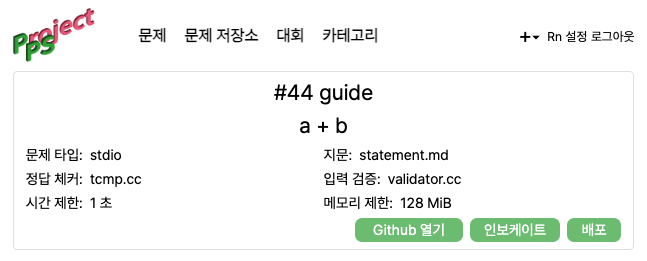 Project PPS
문제 문제 저장소 대회 카테고리 + Rn 설정 로그아웃
#44 guide
a + b
문제 타입: stdio 지문: statement.md
정답 체커: tcmp.cc 입력 검증: validator.cc
시간 제한: 1 초 메모리 제한: 128 MiB
Github 열기 인보케이트 배포